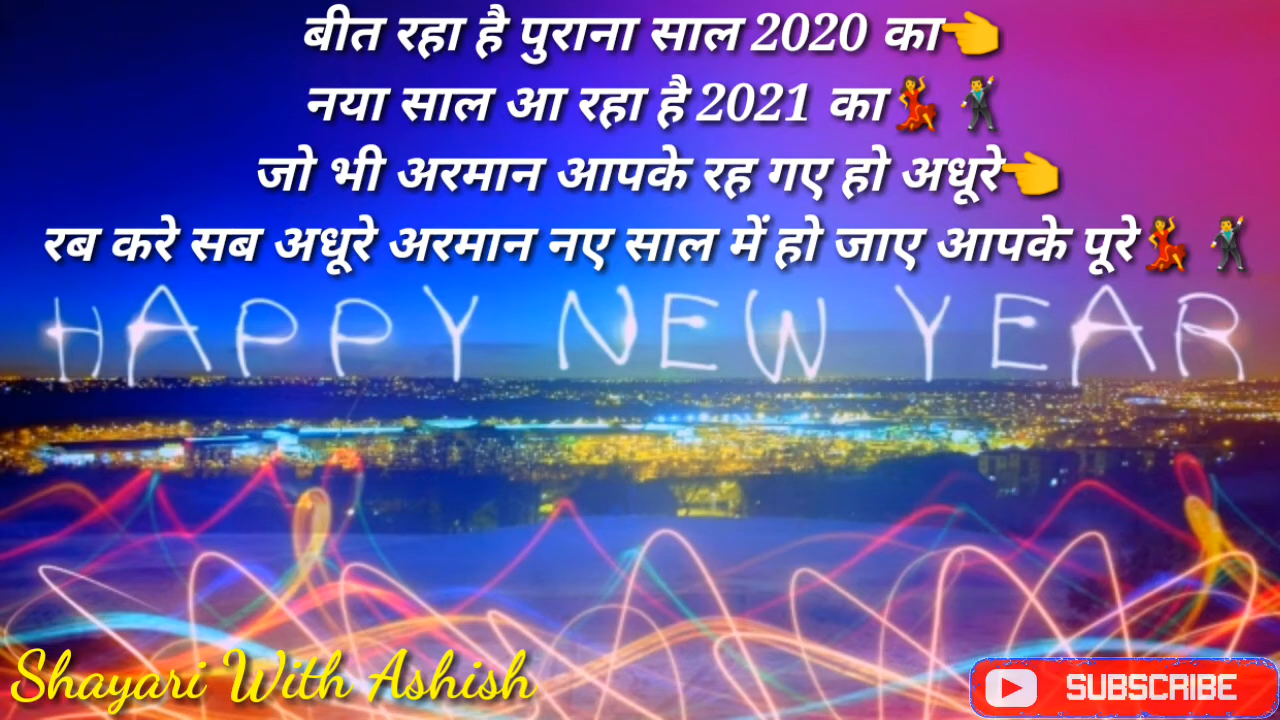 बीत रहा है पुराना साल 2020 का👈
नया साल आ रहा है 2021 का💃🕺
जो भी अरमान आपके रह गए हो अधूरे👈
रब करे सब अधूरे अरमान नए साल में हो जाए आपके पूरे💃🕺
HAPPY NEW YEAR
Shayari With Ashish
SUBSCRIBE